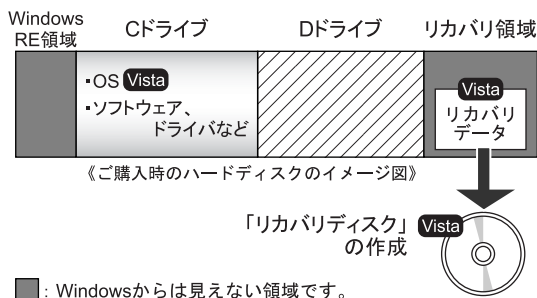 Windows
RE領域
Cドライブ
Dドライブ
リカバリ領域
・OS Vista
・ソフトウェア、
ドライバなど
Vista
リカバリ
データ
《ご購入時のハードディスクのイメージ図》
「リカバリディスク」 Vista
の作成
: Windowsからは見えない領域です。